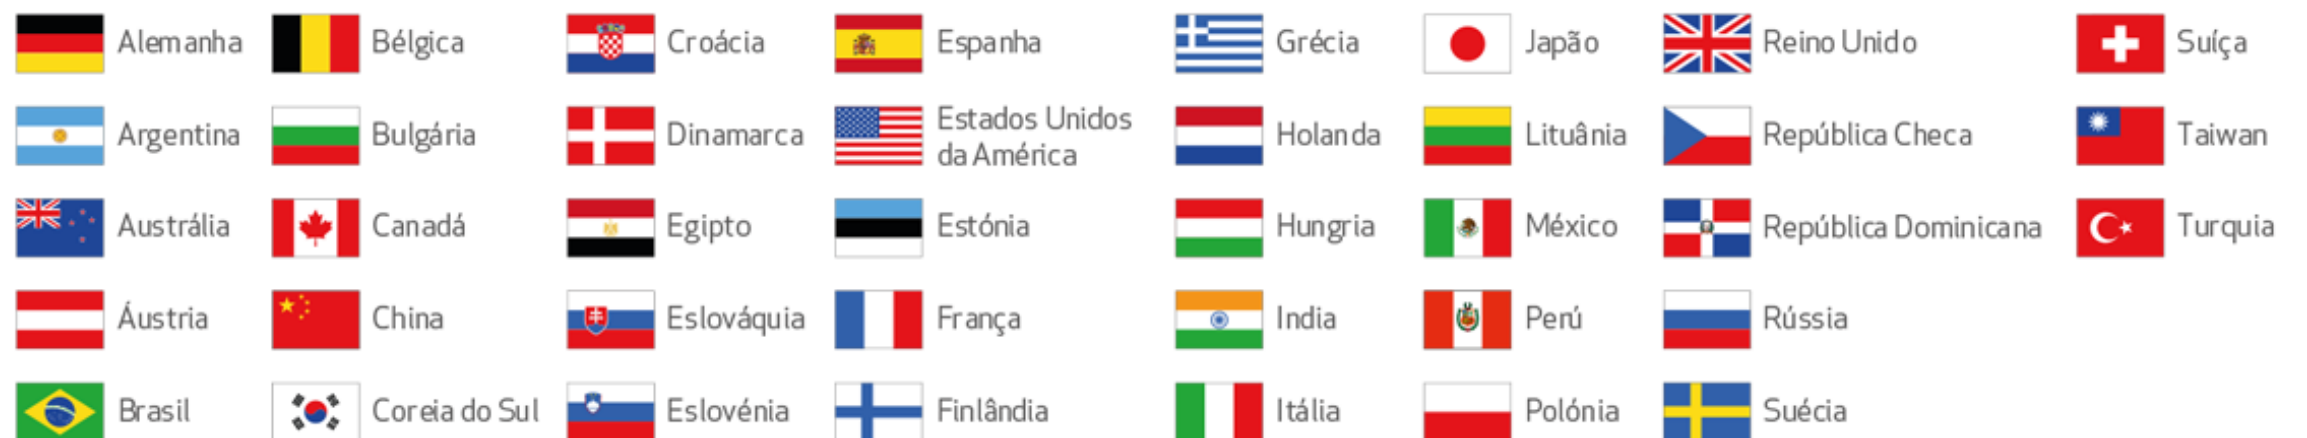 Alemanha
Argentina
Austrália
Áustria
Brasil
Bélgica
Bulgária
Canadá
China
Coreia do Sul
Croácia
Dinamarca
Egipto
Eslováquia
Eslovénia
Espanha
Estados Unidos
da América
Estónia
França
Finlândia
Grécia
Holanda
Hungria
India
Itália
Japão
Lituânia
México
Perú
Polónia
Reino Unido
República Checa
República Dominicana
Rússia
Suécia
Suíça
Taiwan
Turquia